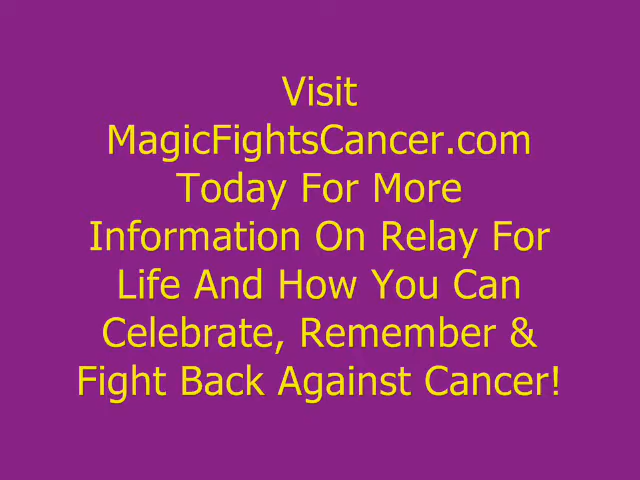 Visit
MagicFightsCancer.com
Today For More
Information On Relay For
Life And How You Can
Celebrate, Remember &
Fight Back Against Cancer!